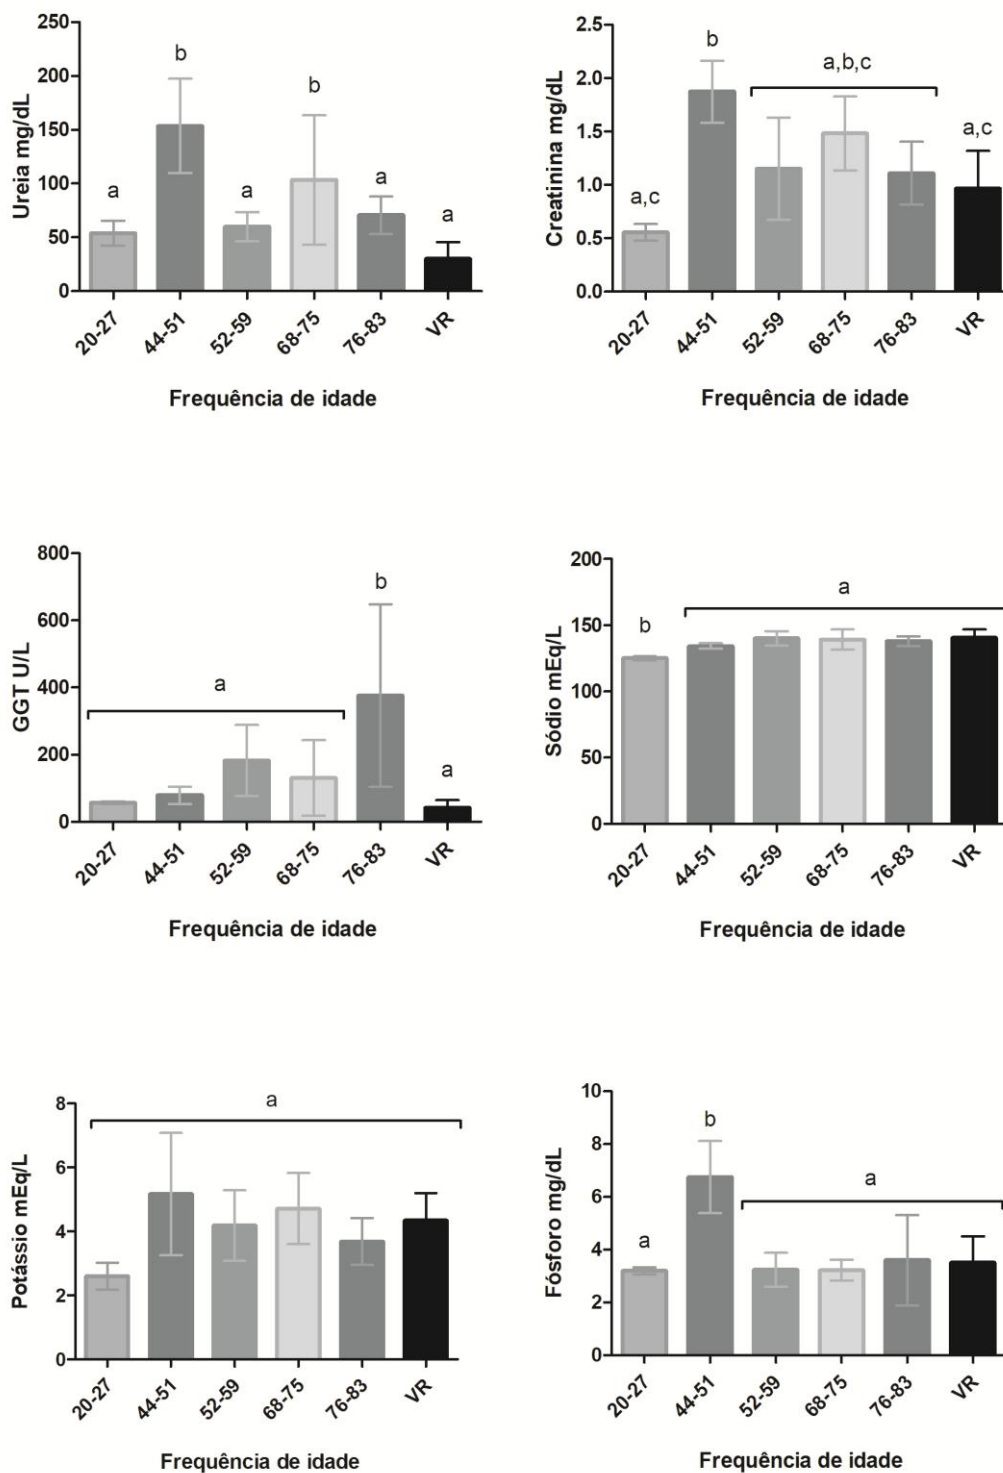 Ureia mg/dL
250
200
150
100
50
0
a
b
a
b
a
a
20-27
44-51
52-59
68-75
76-83
VR
Frequência de idade
Creatinina mg/dL
2.5
2.0
1.5
1.0
0.5
0.0
a,c
b
a,b,c
a,c
20-27
44-51
52-59
68-75
76-83
VR
Frequência de idade
GGT U/L
800
600
400
200
0
a
b
a
20-27
44-51
52-59
68-75
76-83
VR
Frequência de idade
Sódio mEq/L
200
150
100
50
0
b
a
20-27
44-51
52-59
68-75
76-83
VR
Frequência de idade
Potássio mEq/L
8
6
4
2
0
a
20-27
44-51
52-59
68-75
76-83
VR
Frequência de idade
Fósforo mg/dL
10
8
6
4
2
0
a
b
a
20-27
44-51
52-59
68-75
76-83
VR
Frequência de idade